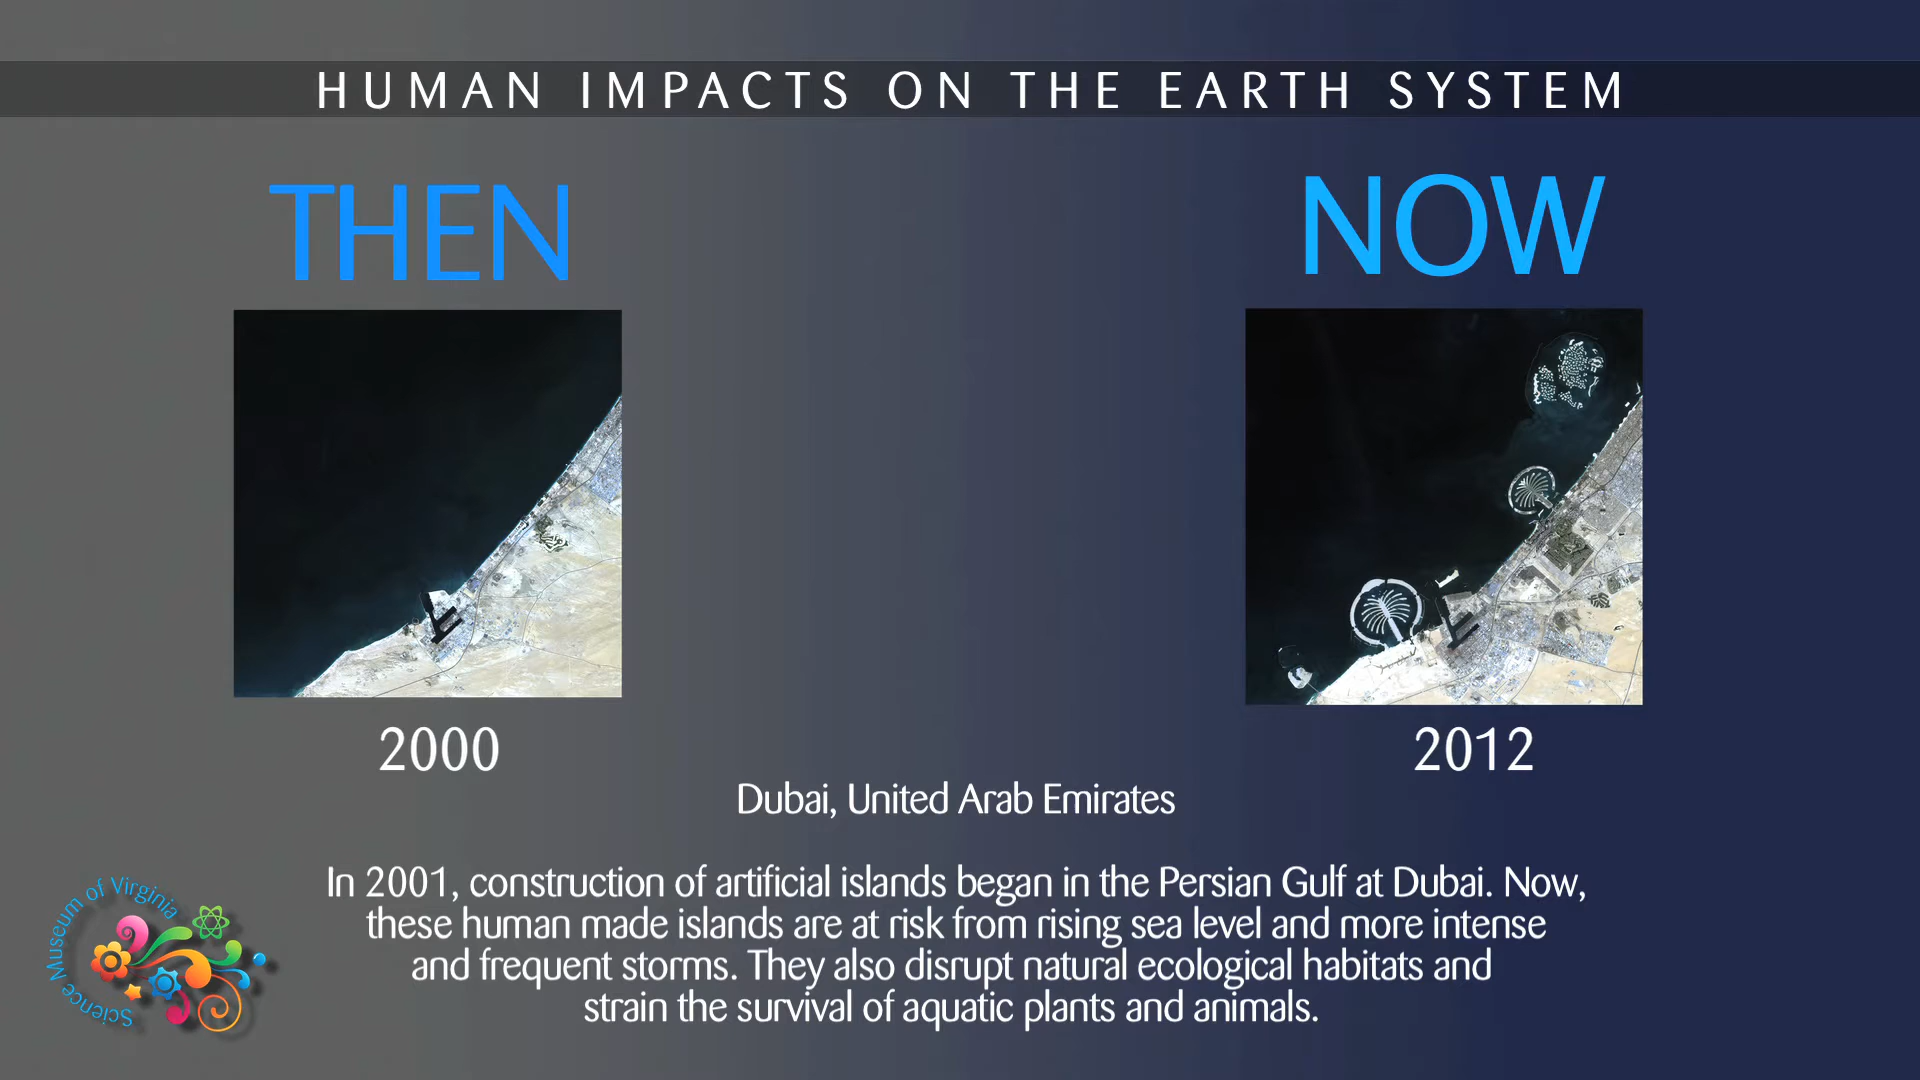 HUMAN IMPACTS ON THE EARTH SYSTEM
THEN
NOW
2000
2012
Dubai, United Arab Emirates
In 2001, construction of artificial islands began in the Persian Gulf at Dubai. Now,
these human made islands are at risk from rising sea level and more intense
and frequent storms. They also disrupt natural ecological habitats and
strain the survival of aquatic plants and animals.
Science Museum of Virginia